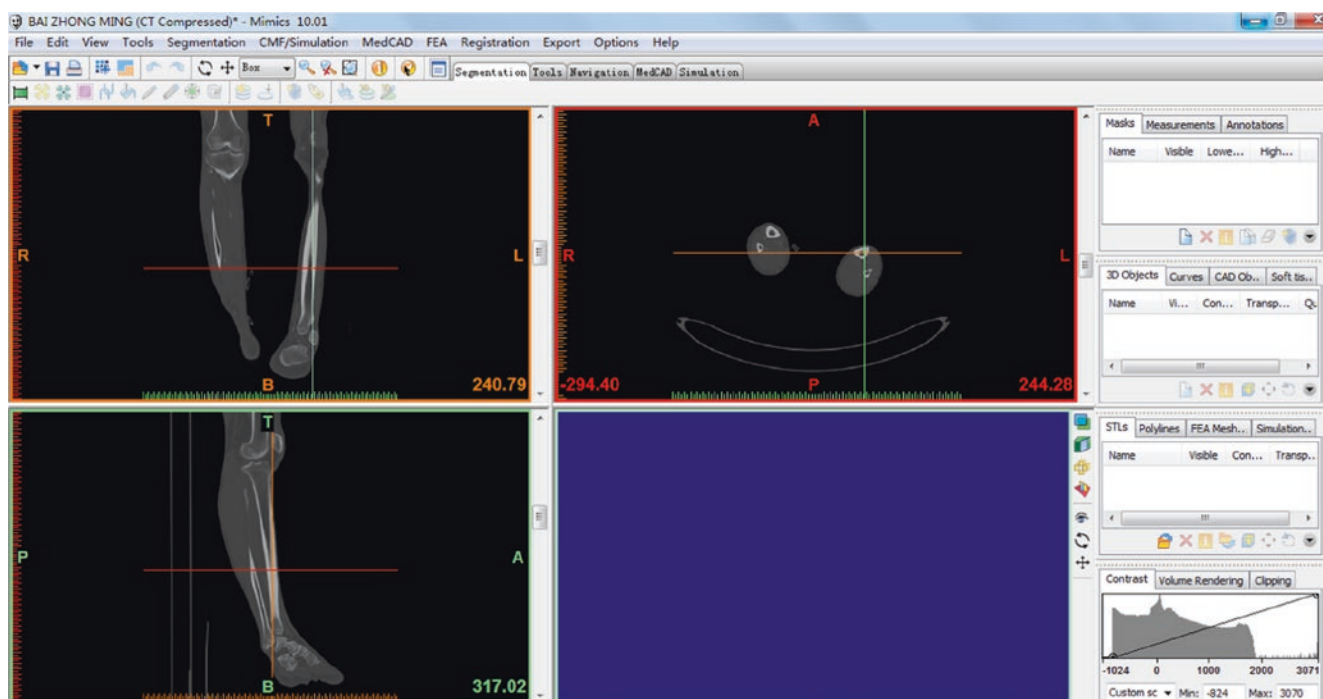 BAI ZHONG MING (CT Compressed)* - Mimics 10.01
File Edit View Tools Segmentation CMF/Simulation MedCAD FEA Registration Export Options Help
Box Segmentation Tools Navigation MedCAD Simulation
T
R
L
B
240.79
A
R
L
-294.40
P
244.28
T
P
A
B
317.02
Masks Measurements Annotations
Name Visible Lowe... High...
3D Objects Curves CAD Ob.. Soft tis..
Name Vi... Con... Transp... Qu
STLs Polylines FEA Mesh.. Simulation..
Name Visible Con... Transp..
Contrast Volume Rendering Clipping
-1024 0 1000 2000 3071
Custom sc Min: -824 Max: 3070